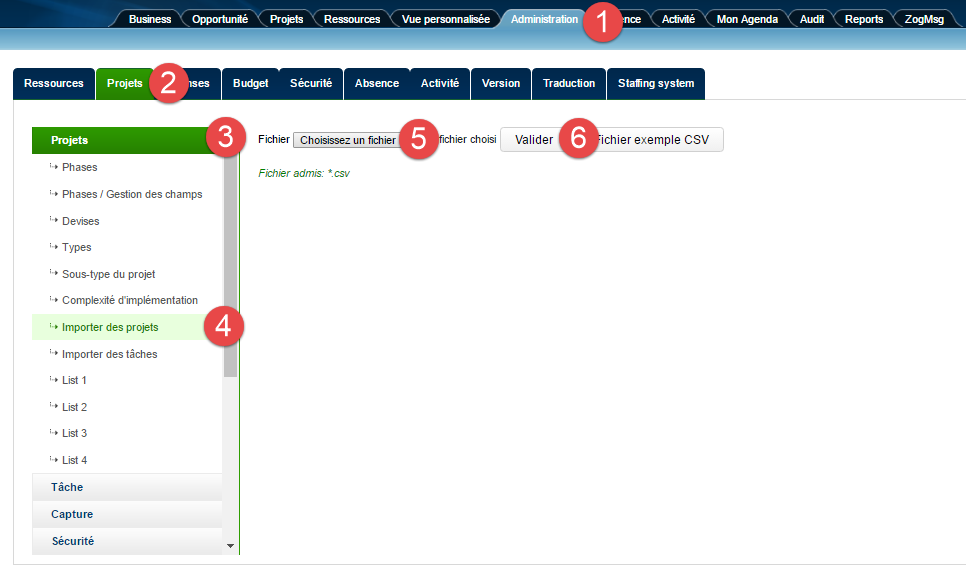 Business Opportunité Projets Ressources Vue personnalisée Administration 1 nce Activité Mon Agenda Audit Reports ZogMsg
Ressources Projets 2 nses Budget Sécurité Absence Activité Version Traduction Staffing system
Projets 3
Fichier Choisissez un fichier 5 fichier choisi Valider 6 Fichier exemple CSV
Fichier admis: *.csv
Phases
Phases / Gestion des champs
Devises
Types
Sous-type du projet
Complexité d'implémentation
Importer des projets 4
Importer des tâches
List 1
List 2
List 3
List 4
Tâche
Capture
Sécurité